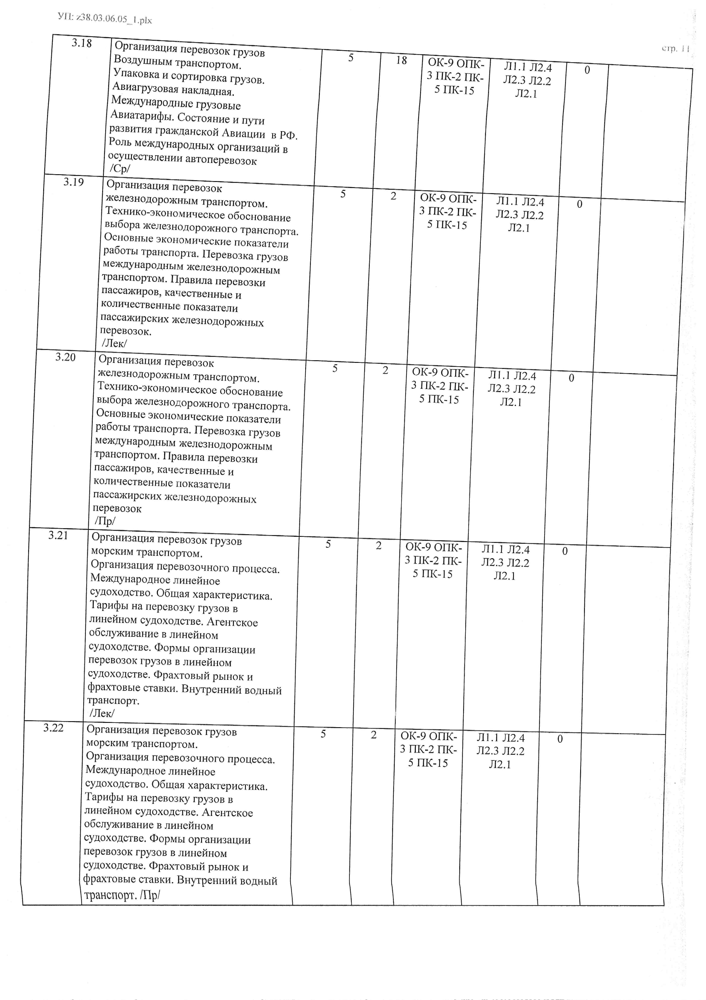 УП: z38.03.06.05_1.plx
стр. 11
3.18
Организация перевозок грузов
Воздушным транспортом.
Упаковка и сортировка грузов.
Авиагрузовая накладная.
Международные грузовые
Авиатарифы. Состояние и пути
развития гражданской Авиации в РФ.
Роль международных организаций в
осуществлении автоперевозок
/Ср/
5
18
ОК-9 ОПК-
3 ПК-2 ПК-
5 ПК-15
Л1.1 Л2.4
Л2.3 Л2.2
Л2.1
0
3.19
Организация перевозок
железнодорожным транспортом.
Технико-экономическое обоснование
выбора железнодорожного транспорта.
Основные экономические показатели
работы транспорта. Перевозка грузов
международным железнодорожным
транспортом. Правила перевозки
пассажиров, качественные и
количественные показатели
пассажирских железнодорожных
перевозок.
/Лек/
5
2
ОК-9 ОПК-
3 ПК-2 ПК-
5 ПК-15
Л1.1 Л2.4
Л2.3 Л2.2
Л2.1
0
3.20
Организация перевозок
железнодорожным транспортом.
Технико-экономическое обоснование
выбора железнодорожного транспорта.
Основные экономические показатели
работы транспорта. Перевозка грузов
международным железнодорожным
транспортом. Правила перевозки
пассажиров, качественные и
количественные показатели
пассажирских железнодорожных
перевозок
/Пр/
5
2
ОК-9 ОПК-
3 ПК-2 ПК-
5 ПК-15
Л1.1 Л2.4
Л2.3 Л2.2
Л2.1
0
3.21
Организация перевозок грузов
морским транспортом.
Организация перевозочного процесса.
Международное линейное
судоходство. Общая характеристика.
Тарифы на перевозку грузов в
линейном судоходстве. Агентское
обслуживание в линейном
судоходстве. Формы организации
перевозок грузов в линейном
судоходстве. Фрахтовый рынок и
фрахтовые ставки. Внутренний водный
транспорт.
/Лек/
5
2
ОК-9 ОПК-
3 ПК-2 ПК-
5 ПК-15
Л1.1 Л2.4
Л2.3 Л2.2
Л2.1
0
3.22
Организация перевозок грузов
морским транспортом.
Организация перевозочного процесса.
Международное линейное
судоходство. Общая характеристика.
Тарифы на перевозку грузов в
линейном судоходстве. Агентское
обслуживание в линейном
судоходстве. Формы организации
перевозок грузов в линейном
судоходстве. Фрахтовый рынок и
фрахтовые ставки. Внутренний водный
транспорт. /Пр/
5
2
ОК-9 ОПК-
3 ПК-2 ПК-
5 ПК-15
Л1.1 Л2.4
Л2.3 Л2.2
Л2.1
0